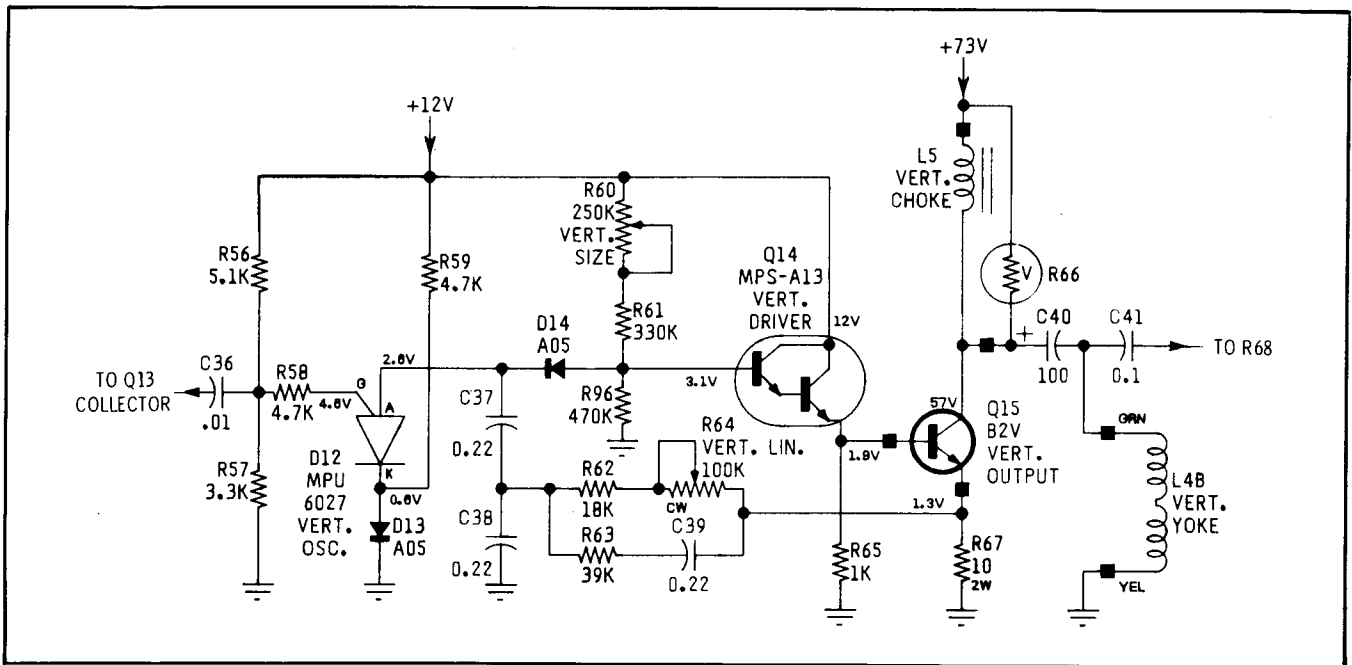 +73V
+12V
L5
VERT.
CHOKE
R60
250K
VERT.
SIZE
R56
5.1K
R59
4.7K
R66
V
Q14
MPS-A13
VERT.
DRIVER
12V
R61
330K
D14
A05
C40
+
100
C41
0.1
TO R68
C36
.01
TO Q13
COLLECTOR
R58
4.7K
4.6V
G
2.6V
A
3.1V
R96
470K
C37
0.22
57V
Q15
B2V
VERT.
OUTPUT
GRN
R64
VERT. LIN.
100K
1.9V
R57
3.3K
D12
MPU
6027
VERT.
OSC.
K
0.6V
D13
A05
R62
18K
CW
C38
0.22
R63
39K
C39
0.22
1.3V
L4B
VERT.
YOKE
R65
1K
R67
10
2W
YEL